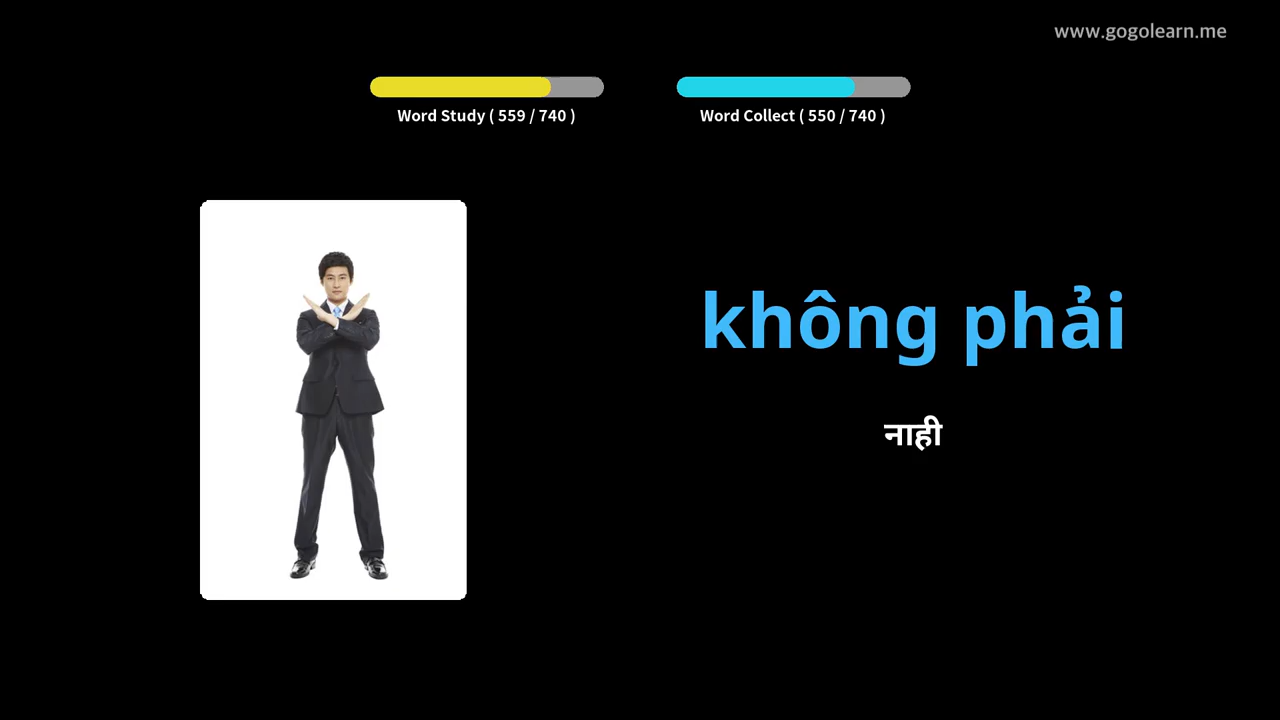 www.gogolearn.me
Word Study ( 559 / 740 )
Word Collect ( 550 / 740 )
không phải
नाही